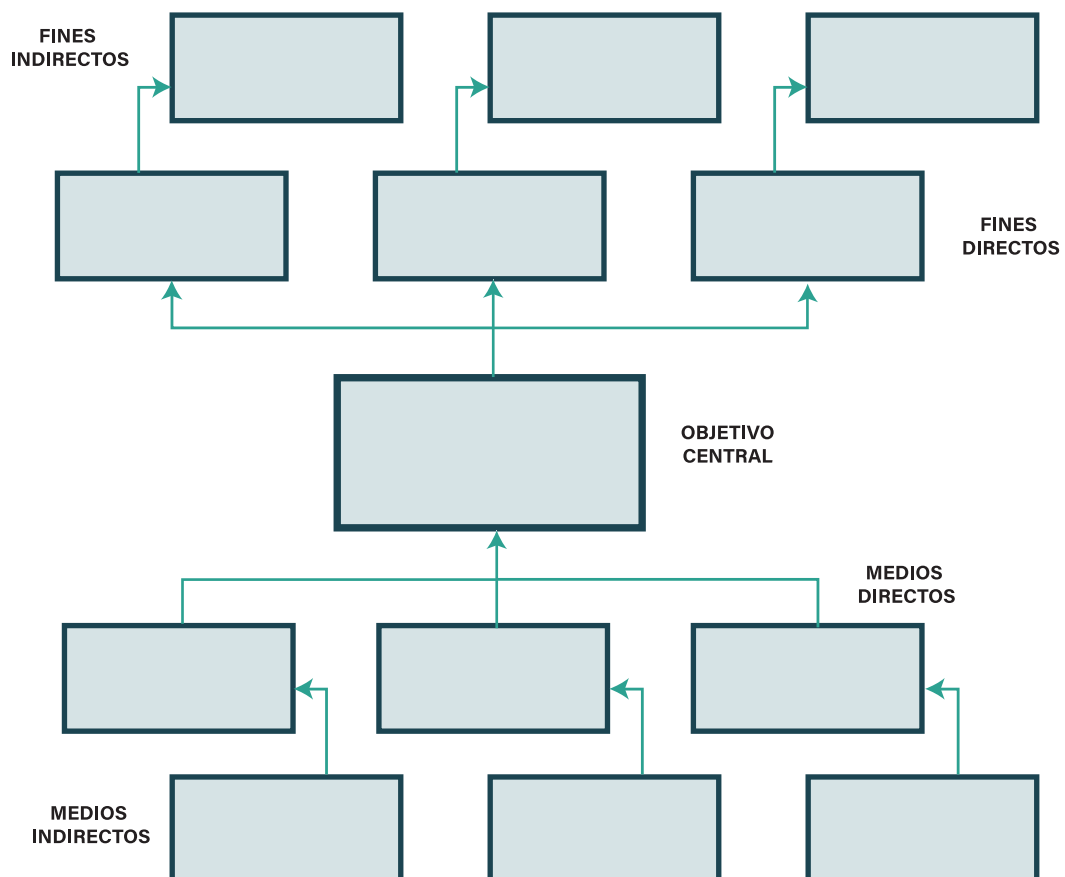 FINES
INDIRECTOS
FINES
DIRECTOS
OBJETIVO
CENTRAL
MEDIOS
DIRECTOS
MEDIOS
INDIRECTOS